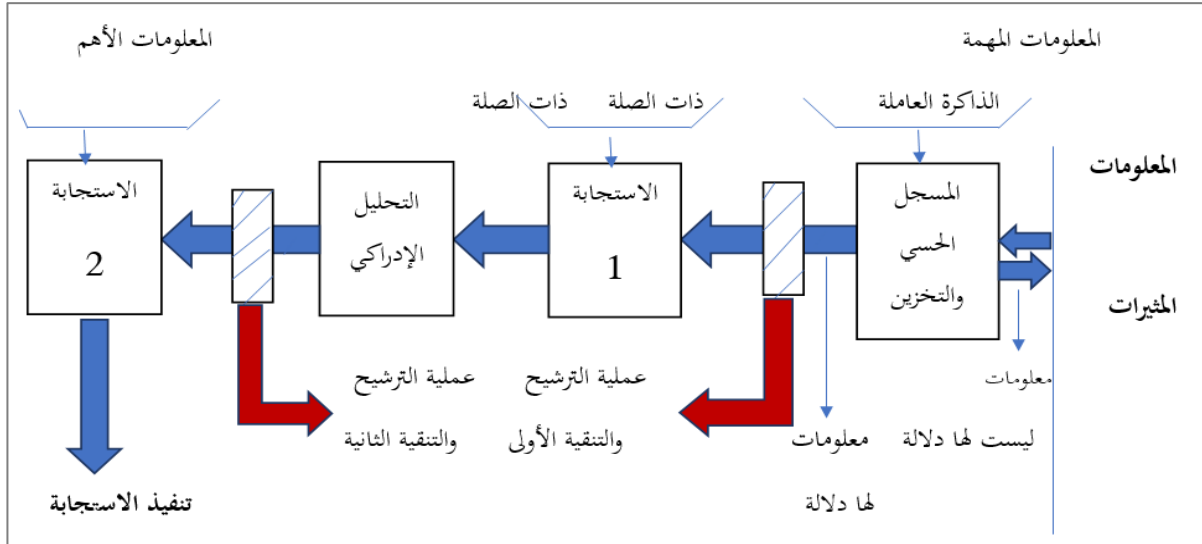 المعلومات المهمة
المعلومات الأهم
الذاكرة العاملة
ذات الصلة
ذات الصلة
المعلومات
المثيرات
المسجل
الحسي
والتخزين
الاستجابة
1
التحليل
الإدراكي
الاستجابة
2
معلومات
ليست لها دلالة
معلومات
لها دلالة
عملية الترشيح
والتنقية الأولى
عملية الترشيح
والتنقية الثانية
تنفيذ الاستجابة